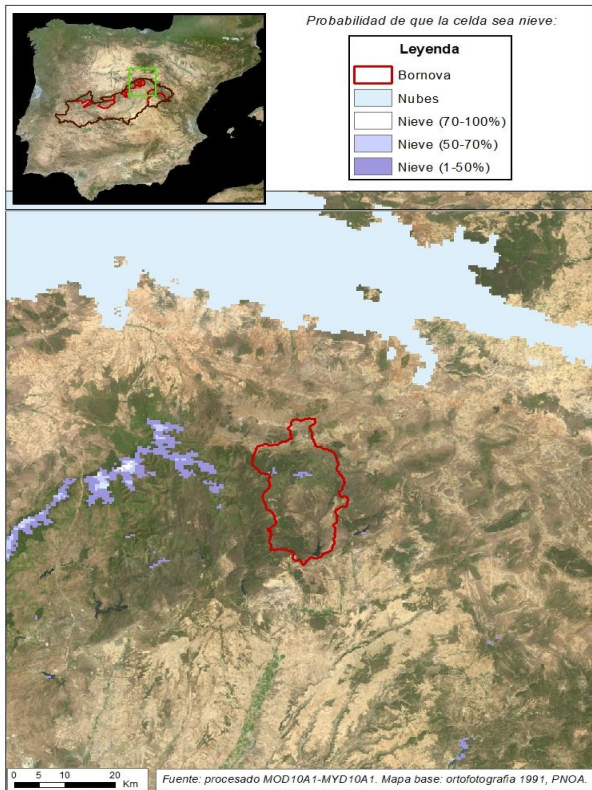 Probabilidad de que la celda sea nieve:
Leyenda
Bornova
Nubes
Nieve (70-100%)
Nieve (50-70%)
Nieve (1-50%)
0 5 10 20
Km
Fuente: procesado MOD10A1-MYD10A1. Mapa base: ortofotografia 1991, PNOA.